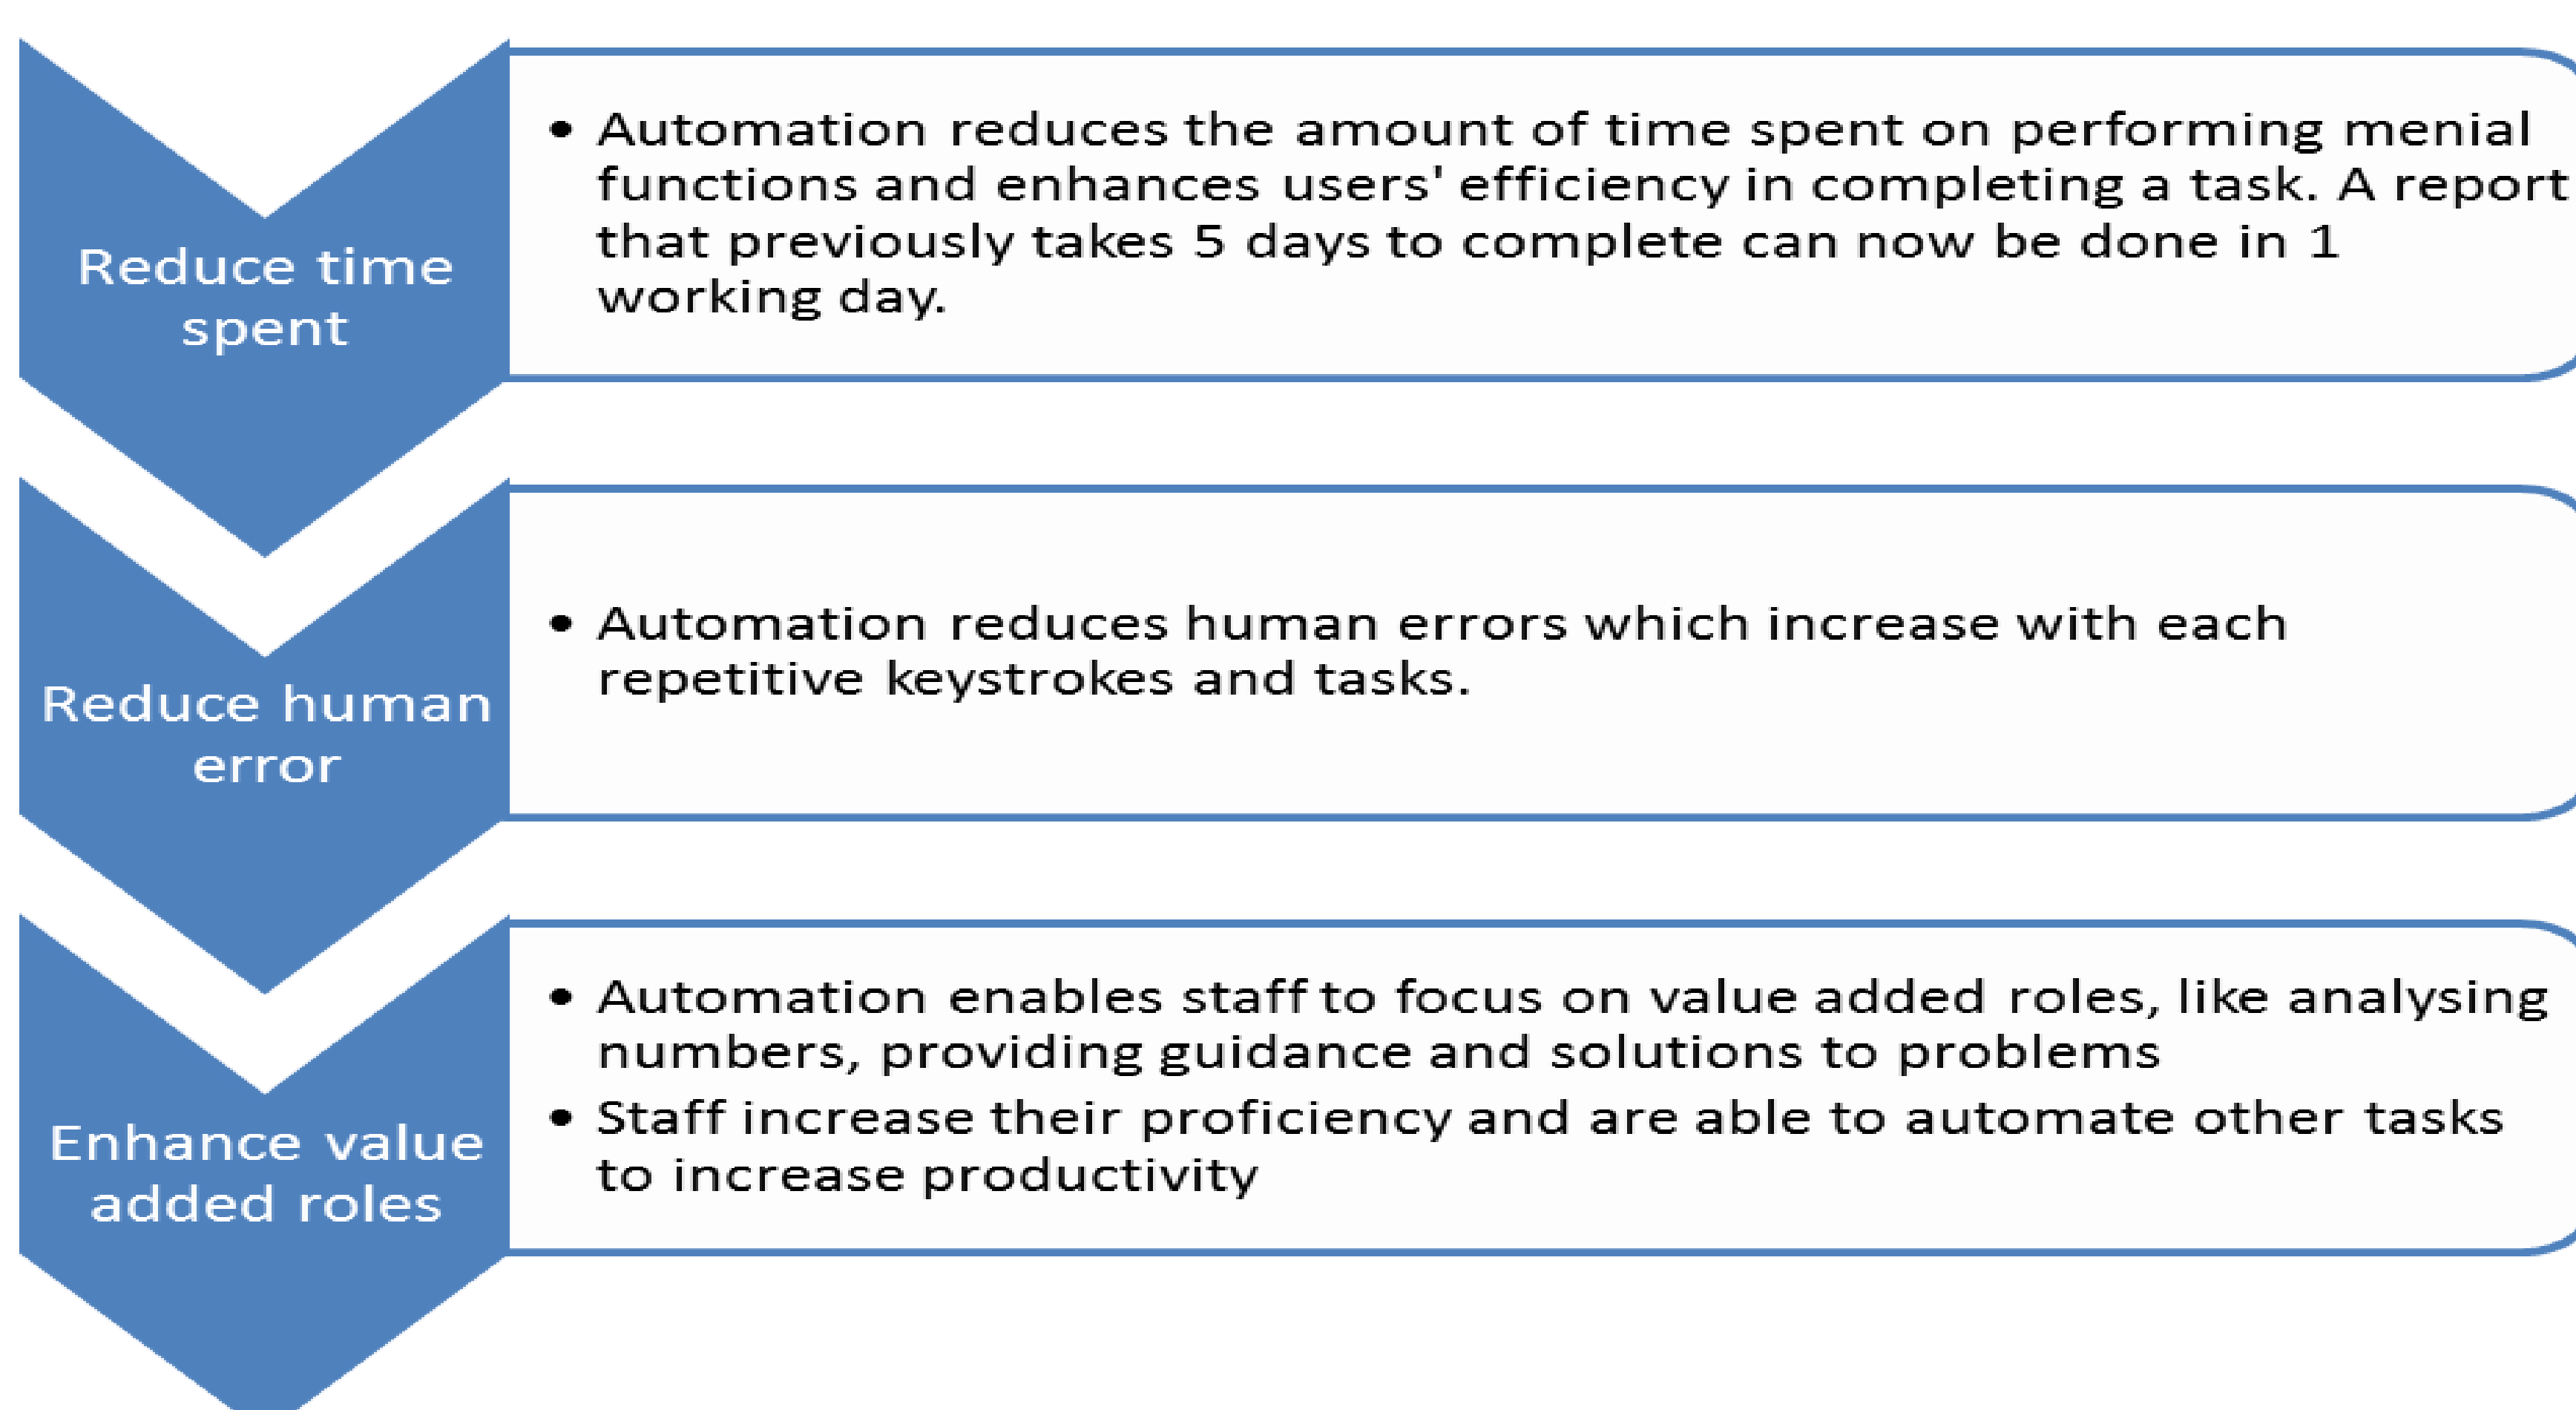 Reduce time
spent
• Automation reduces the amount of time spent on performing menial
functions and enhances users' efficiency in completing a task. A report
that previously takes 5 days to complete can now be done in 1
working day.
Reduce human
error
• Automation reduces human errors which increase with each
repetitive keystrokes and tasks.
Enhance value
added roles
• Automation enables staff to focus on value added roles, like analysing
numbers, providing guidance and solutions to problems
• Staff increase their proficiency and are able to automate other tasks
to increase productivity